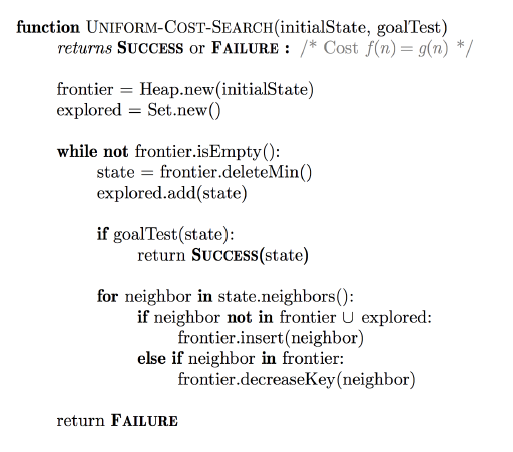 function UNIFORM-COST-SEARCH(initialState, goalTest)
returns SUCCESS or FAILURE : /* Cost f(n) = g(n) */
frontier = Heap.new(initialState)
explored = Set.new()
while not frontier.isEmpty():
state = frontier.deleteMin()
explored.add(state)
if goalTest(state):
return SUCCESS(state)
for neighbor in state.neighbors():
if neighbor not in frontier ∪ explored:
frontier.insert(neighbor)
else if neighbor in frontier:
frontier.decreaseKey(neighbor)
return FAILURE